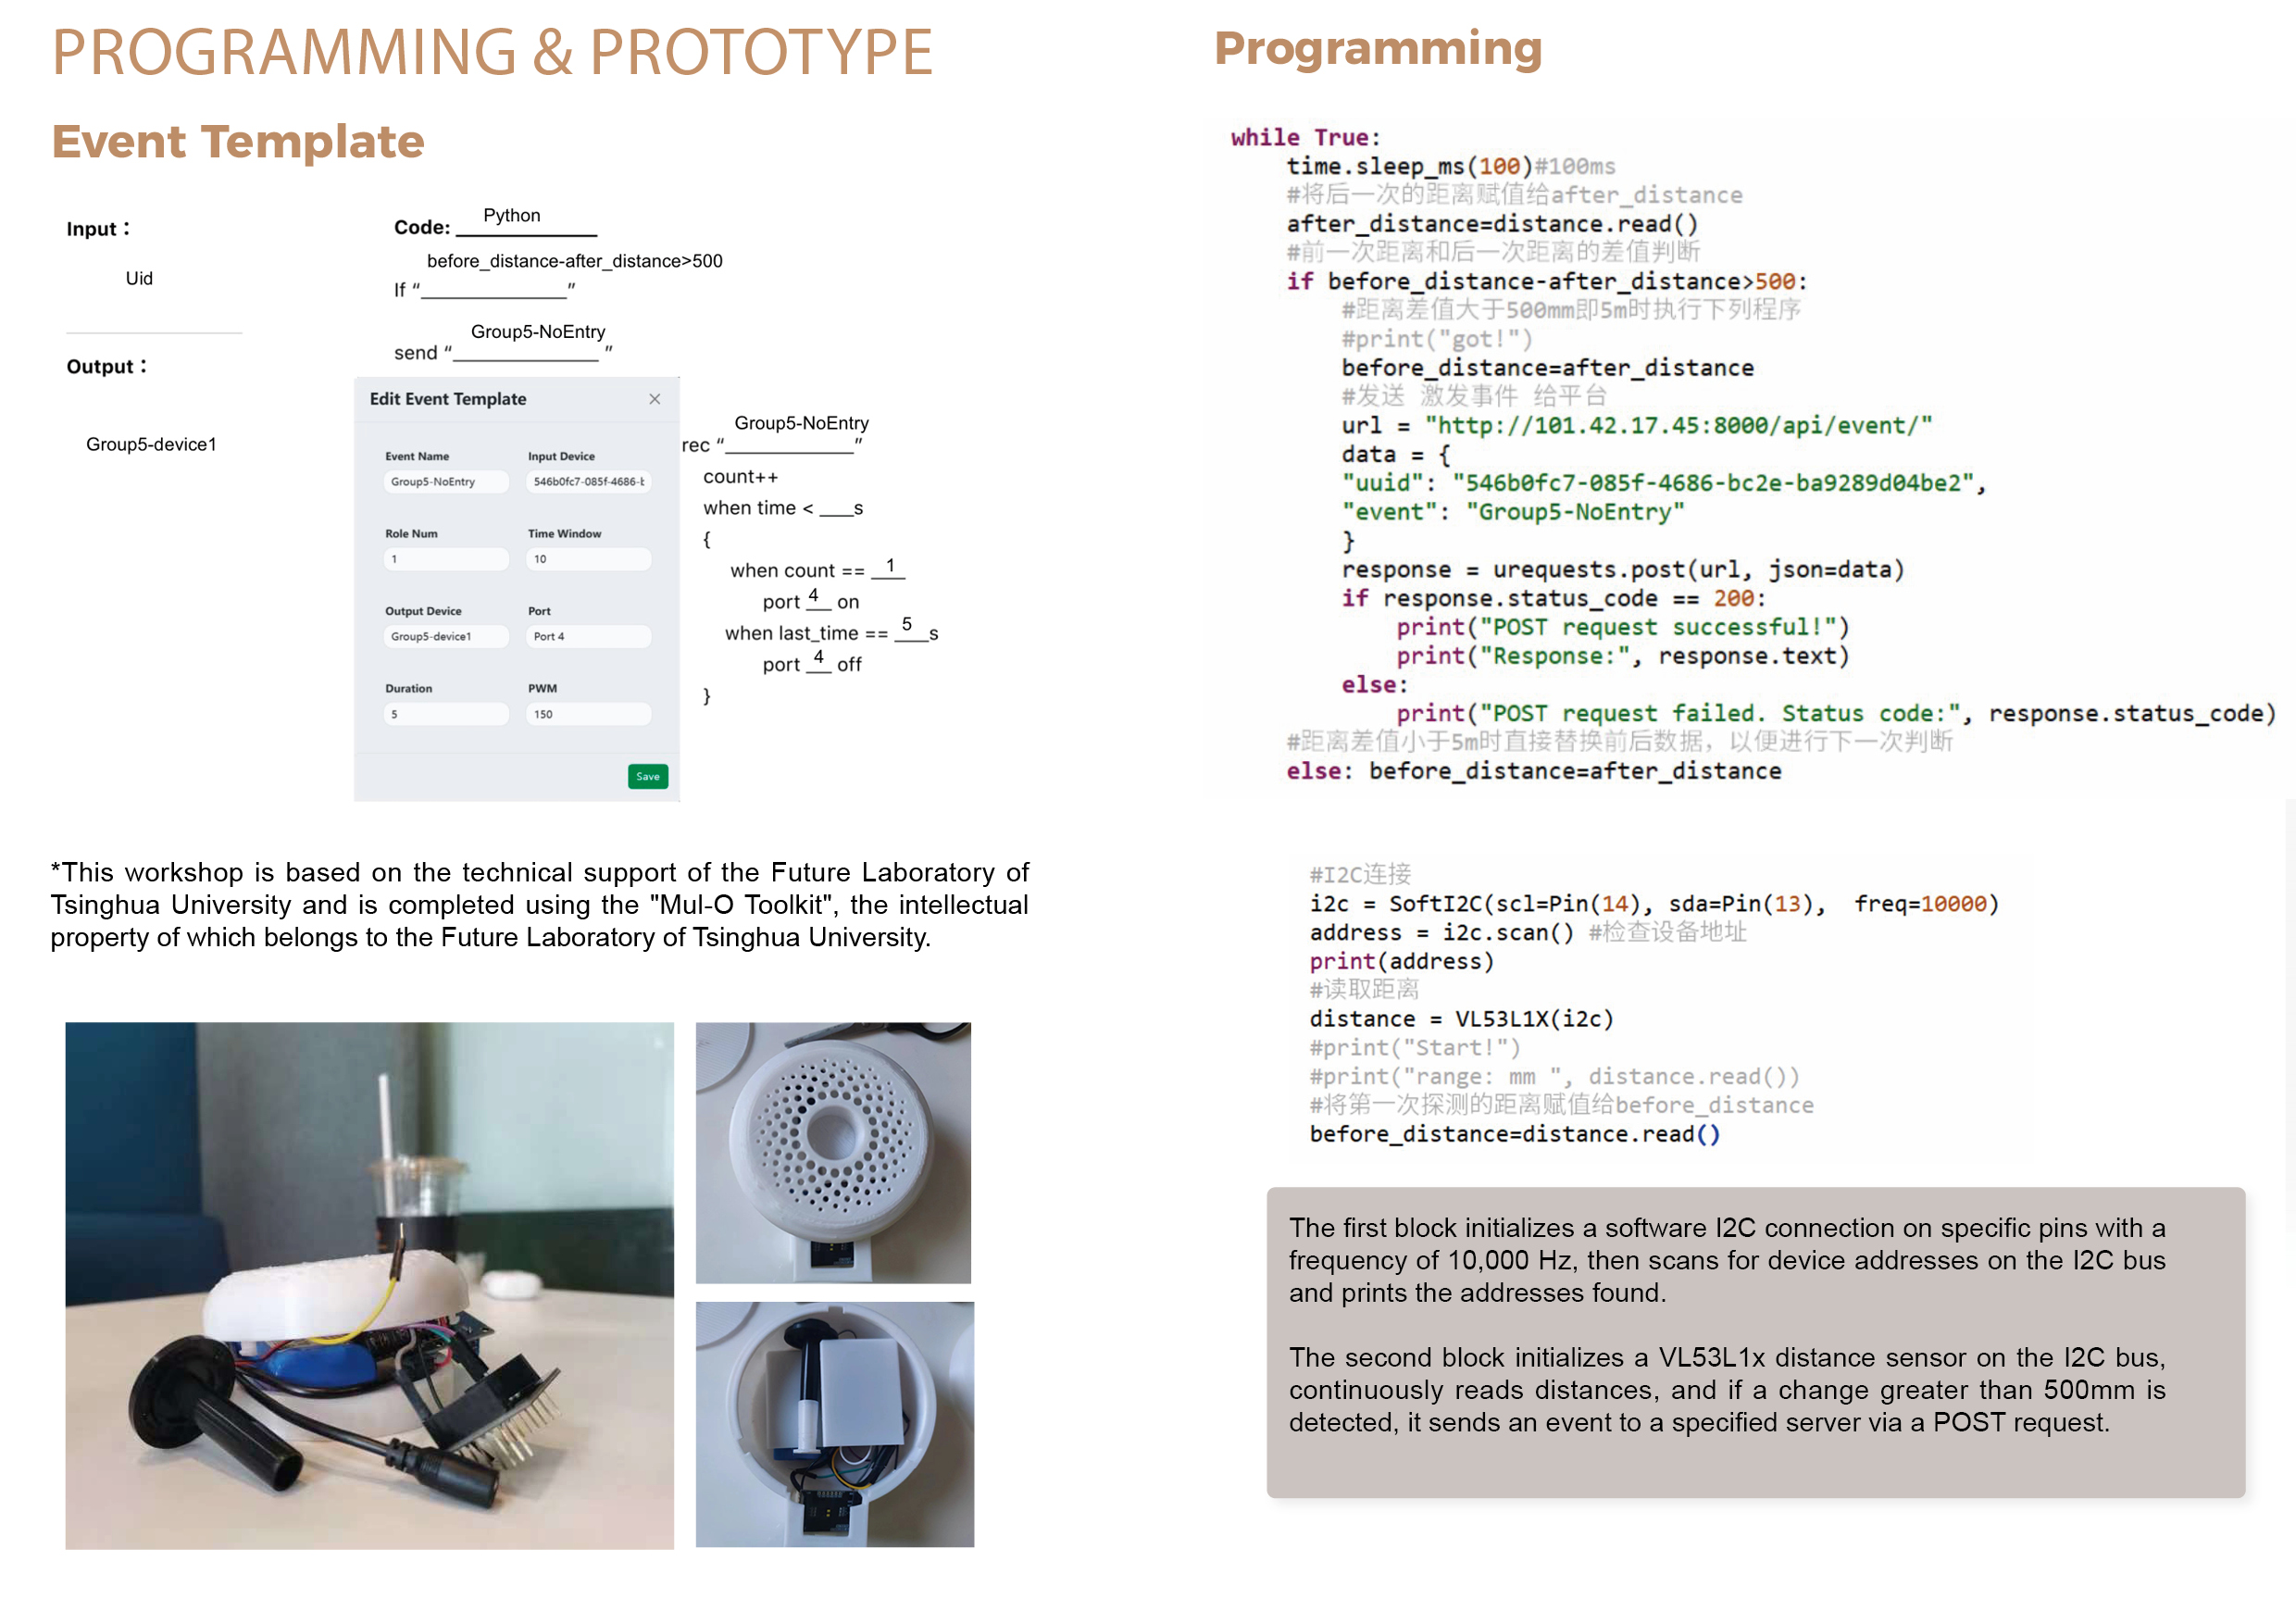 PROGRAMMING & PROTOTYPE
Event Template
Input：
Uid
Output：
Group5-device1
Code: Python
before_distance-after_distance>500
If “______________”
Group5-NoEntry
send “______________”
Edit Event Template ×
Event Name Input Device
Group5-NoEntry 546b0fc7-085f-4686-b
Role Num Time Window
1 10
Output Device Port
Group5-device1 Port 4
Duration PWM
5 150
Save
Group5-NoEntry
rec “____________”
count++
when time < ___s
{
when count == 1
port 4 on
when last_time == 5 s
port 4 off
}
*This workshop is based on the technical support of the Future Laboratory of
Tsinghua University and is completed using the "Mul-O Toolkit", the intellectual
property of which belongs to the Future Laboratory of Tsinghua University.
Programming
while True:
time.sleep_ms(100)#100ms
#将后一次的距离赋值给after_distance
after_distance=distance.read()
#前一次距离和后一次距离的差值判断
if before_distance-after_distance>500:
#距离差值大于500mm即5m时执行下列程序
#print("got!")
before_distance=after_distance
#发送 激发事件 给平台
url = "http://101.42.17.45:8000/api/event/"
data = {
"uuid": "546b0fc7-085f-4686-bc2e-ba9289d04be2",
"event": "Group5-NoEntry"
}
response = urequests.post(url, json=data)
if response.status_code == 200:
print("POST request successful!")
print("Response:", response.text)
else:
print("POST request failed. Status code:", response.status_code)
#距离差值小于5m时直接替换前后数据，以便进行下一次判断
else: before_distance=after_distance
#I2C连接
i2c = SoftI2C(scl=Pin(14), sda=Pin(13), freq=10000)
address = i2c.scan() #检查设备地址
print(address)
#读取距离
distance = VL53L1X(i2c)
#print("Start!")
#print("range: mm ", distance.read())
#将第一次探测的距离赋值给before_distance
before_distance=distance.read()
The first block initializes a software I2C connection on specific pins with a
frequency of 10,000 Hz, then scans for device addresses on the I2C bus
and prints the addresses found.
The second block initializes a VL53L1x distance sensor on the I2C bus,
continuously reads distances, and if a change greater than 500mm is
detected, it sends an event to a specified server via a POST request.